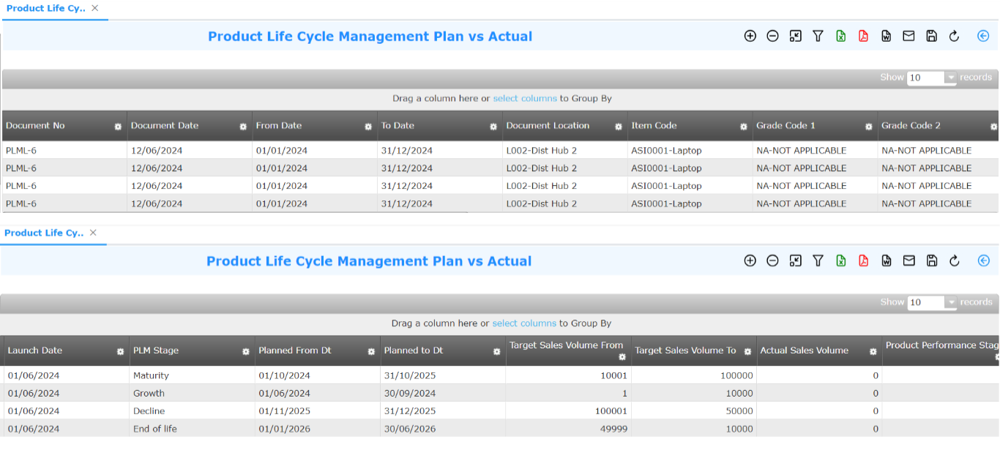 Product Life Cy.. ×
Product Life Cycle Management Plan vs Actual
Show 10 records
Drag a column here or select columns to Group By
Document No Document Date From Date To Date Document Location Item Code Grade Code 1 Grade Code 2
PLML-6 12/06/2024 01/01/2024 31/12/2024 L002-Dist Hub 2 ASI0001-Laptop NA-NOT APPLICABLE NA-NOT APPLICABLE
PLML-6 12/06/2024 01/01/2024 31/12/2024 L002-Dist Hub 2 ASI0001-Laptop NA-NOT APPLICABLE NA-NOT APPLICABLE
PLML-6 12/06/2024 01/01/2024 31/12/2024 L002-Dist Hub 2 ASI0001-Laptop NA-NOT APPLICABLE NA-NOT APPLICABLE
PLML-6 12/06/2024 01/01/2024 31/12/2024 L002-Dist Hub 2 ASI0001-Laptop NA-NOT APPLICABLE NA-NOT APPLICABLE
Product Life Cy.. ×
Product Life Cycle Management Plan vs Actual
Show 10 records
Drag a column here or select columns to Group By
Launch Date PLM Stage Planned From Dt Planned to Dt Target Sales Volume From Target Sales Volume To Actual Sales Volume Product Performance Stag
01/06/2024 Maturity 01/10/2024 31/10/2025 10001 100000 0
01/06/2024 Growth 01/06/2024 30/09/2024 1 10000 0
01/06/2024 Decline 01/11/2025 31/12/2025 100001 50000 0
01/06/2024 End of life 01/01/2026 30/06/2026 49999 10000 0